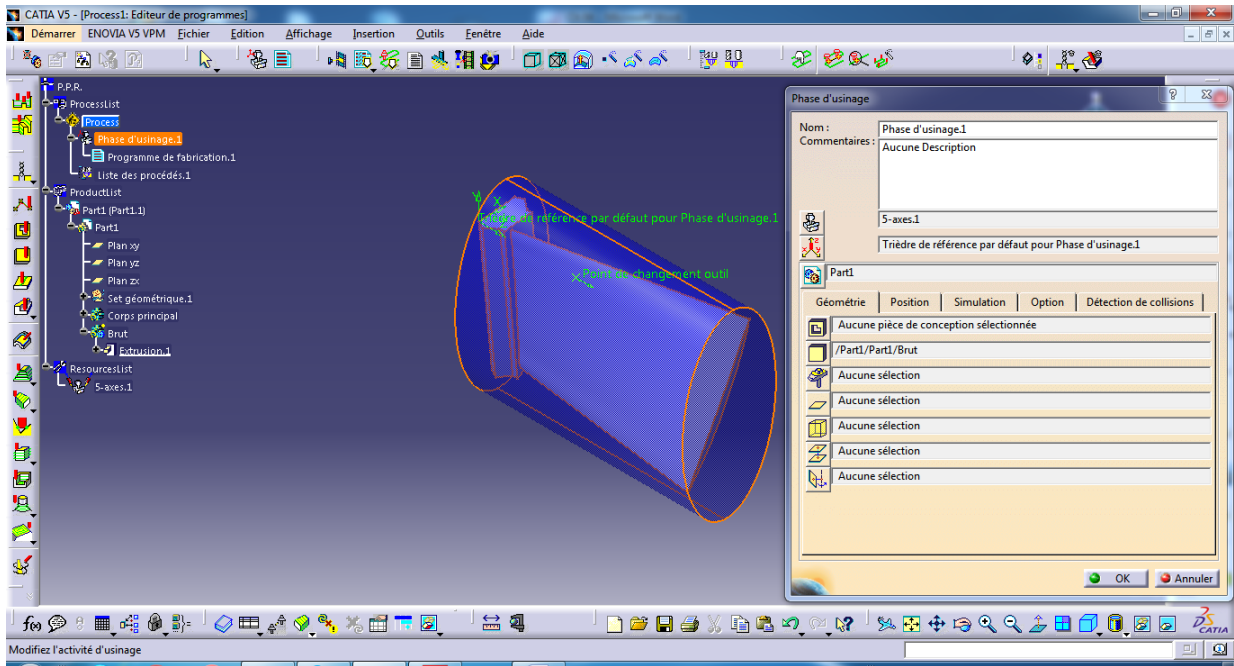 CATIA V5 - [Process1: Editeur de programmes]
Démarrer ENOVIA V5 VPM Fichier Edition Affichage Insertion Outils Fenêtre Aide
P.P.R.
ProcessList
Process
Phase d'usinage.1
Programme de fabrication.1
Liste des procédés.1
ProductList
Part1 (Part1.1)
Part1
Plan xy
Plan yz
Plan zx
Set géométrique.1
Corps principal
Brut
Extrusion.1
ResourcesList
5-axes.1
Y
X
Trièdre de référence par défaut pour Phase d'usinage.1
Point de changement outil
Phase d'usinage
Nom : Phase d'usinage.1
Commentaires : Aucune Description
5-axes.1
Trièdre de référence par défaut pour Phase d'usinage.1
Part1
Géométrie Position Simulation Option Détection de collisions
Aucune pièce de conception sélectionnée
/Part1/Part1/Brut
Aucune sélection
Aucune sélection
Aucune sélection
Aucune sélection
Aucune sélection
OK Annuler
f(x)
CATIA
Modifiez l'activité d'usinage